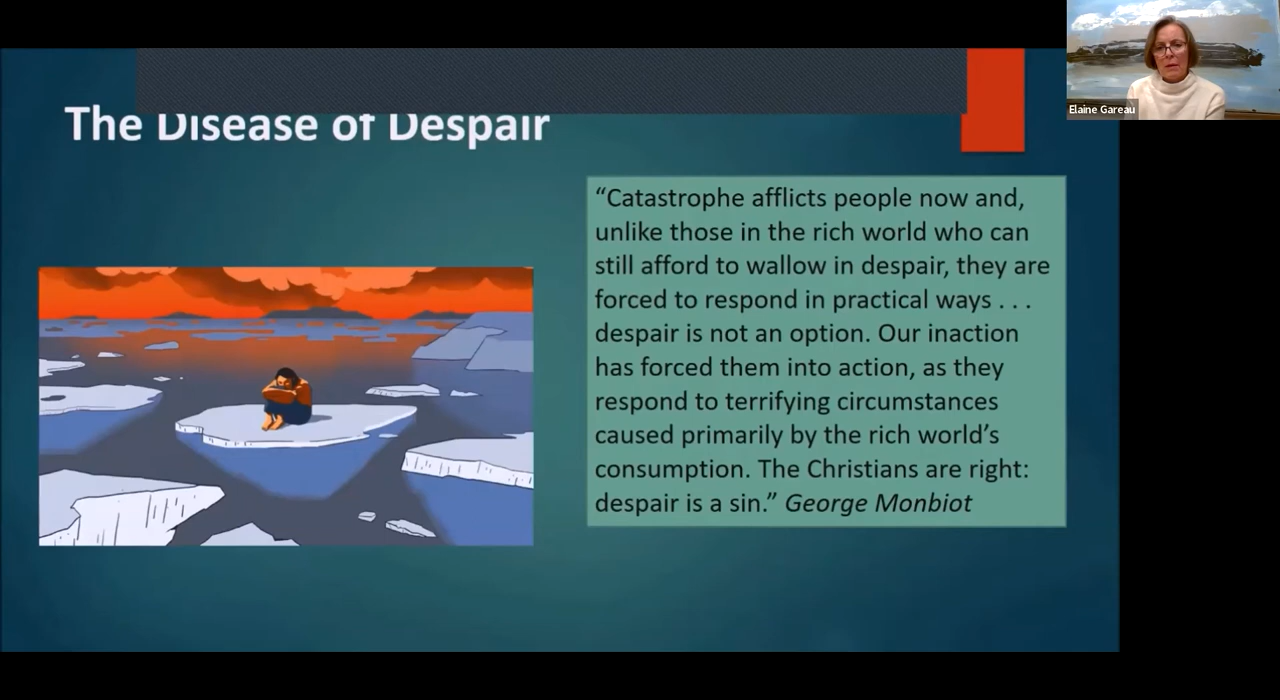 The Disease of Despair
Elaine Gareau
“Catastrophe afflicts people now and,
unlike those in the rich world who can
still afford to wallow in despair, they are
forced to respond in practical ways . . .
despair is not an option. Our inaction
has forced them into action, as they
respond to terrifying circumstances
caused primarily by the rich world’s
consumption. The Christians are right:
despair is a sin.” George Monbiot